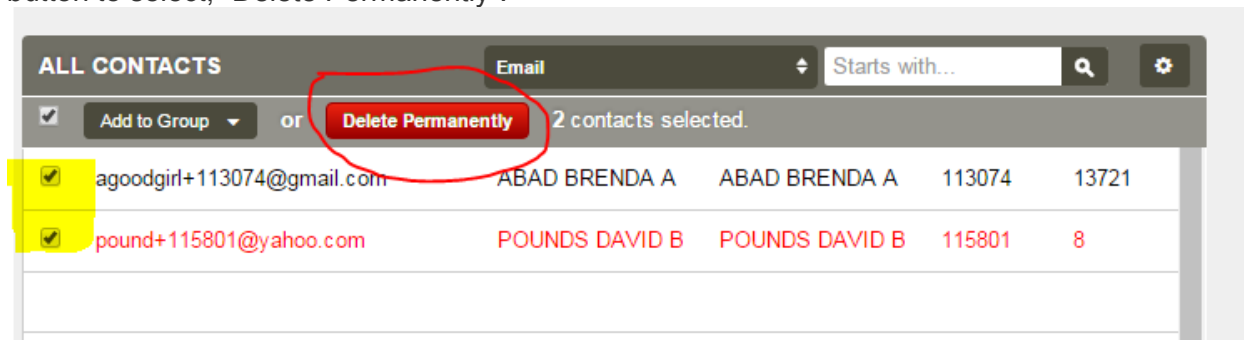 button to select, "Delete Permanently".
ALL CONTACTS Email Starts with...
Add to Group or Delete Permanently 2 contacts selected.
agoodgirl+113074@gmail.com ABAD BRENDA A ABAD BRENDA A 113074 13721
pound+115801@yahoo.com POUNDS DAVID B POUNDS DAVID B 115801 8